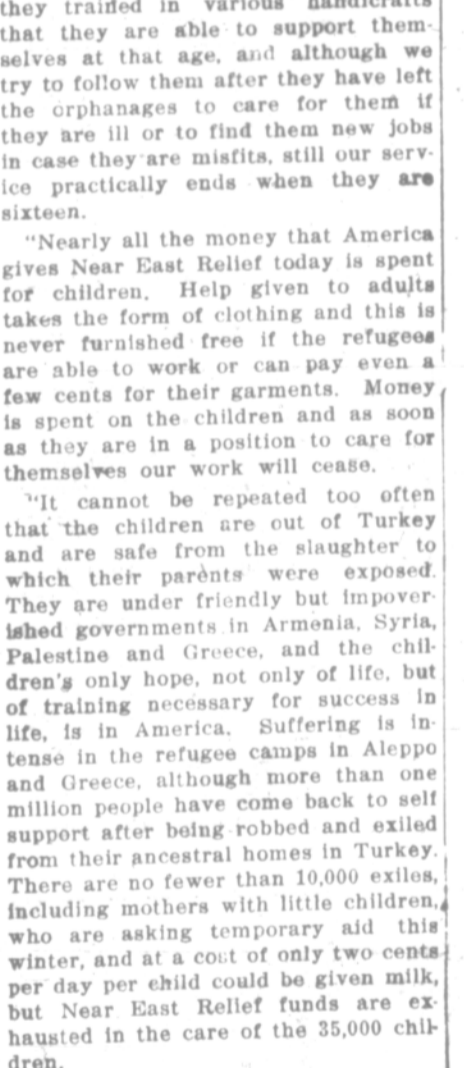 they trained in various handicrafts
that they are able to support them-
selves at that age, and although we
try to follow them after they have left
the orphanages to care for them if
they are ill or to find them new jobs
in case they are misfits, still our serv-
ice practically ends when they are
sixteen.
"Nearly all the money that America
gives Near East Relief today is spent
for children. Help given to adults
takes the form of clothing and this is
never furnished free if the refugees
are able to work or can pay even a
few cents for their garments. Money
is spent on the children and as soon
as they are in a position to care for
themselves our work will cease.
"It cannot be repeated too often
that the children are out of Turkey
and are safe from the slaughter to
which their parents were exposed.
They are under friendly but impover-
ished governments in Armenia, Syria,
Palestine and Greece, and the chil-
dren's only hope, not only of life, but
of training necessary for success in
life, is in America. Suffering is in-
tense in the refugee camps in Aleppo
and Greece, although more than one
million people have come back to self
support after being robbed and exiled
from their ancestral homes in Turkey.
There are no fewer than 10,000 exiles,
including mothers with little children,
who are asking temporary aid this
winter, and at a cost of only two cents
per day per child could be given milk,
but Near East Relief funds are ex-
hausted in the care of the 35,000 chil-
dren.